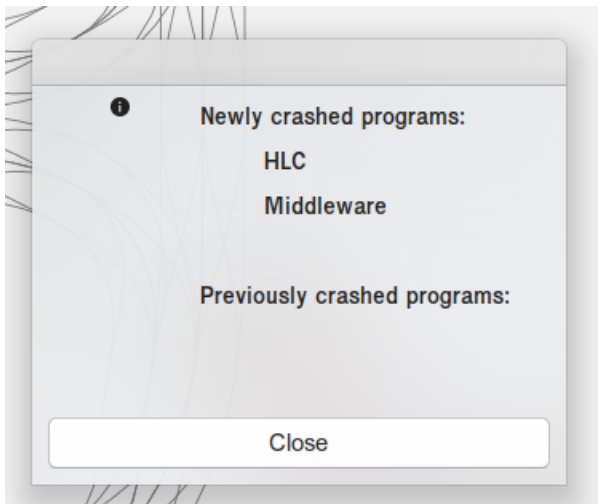 Newly crashed programs:
HLC
Middleware
Previously crashed programs:
Close